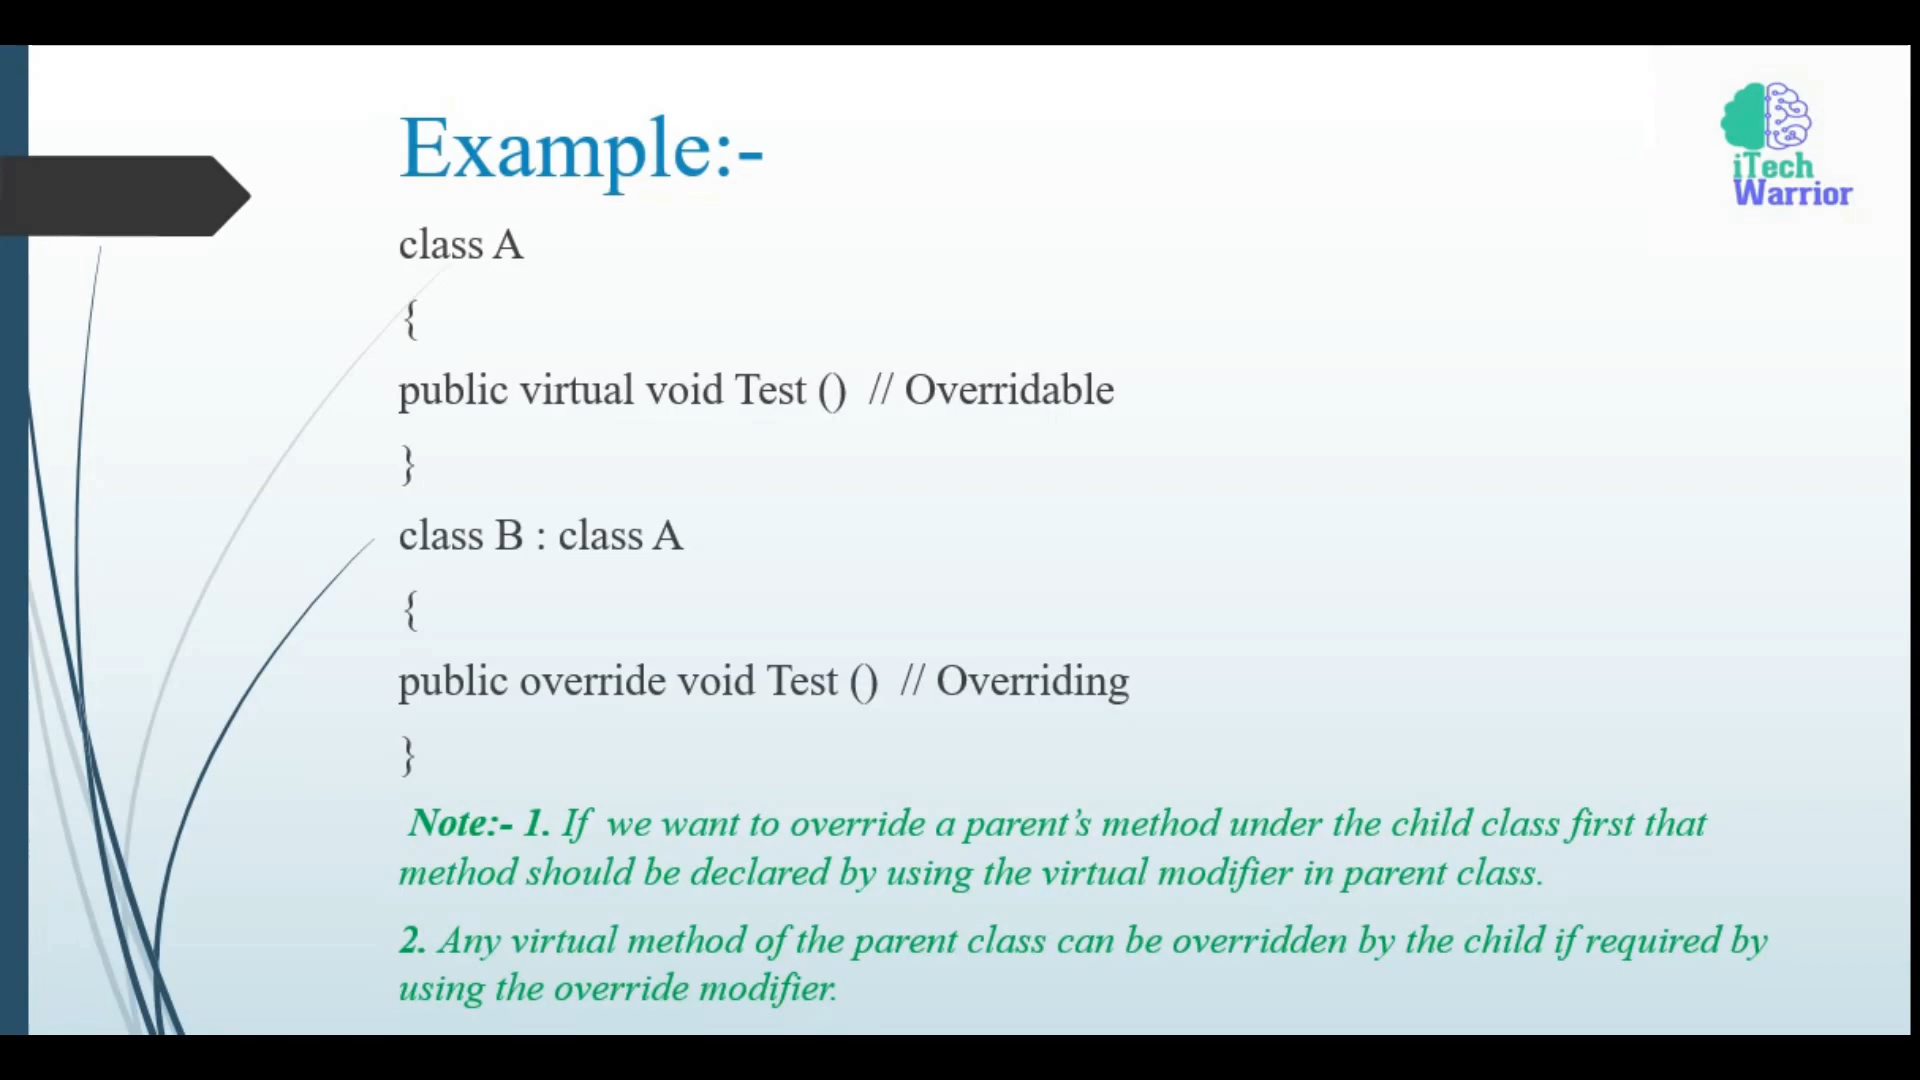 Example:-
iTech
Warrior
class A
{
public virtual void Test ()  // Overridable
}
class B : class A
{
public override void Test ()  // Overriding
}
Note:- 1. If  we want to override a parent’s method under the child class first that
method should be declared by using the virtual modifier in parent class.
2. Any virtual method of the parent class can be overridden by the child if required by
using the override modifier.